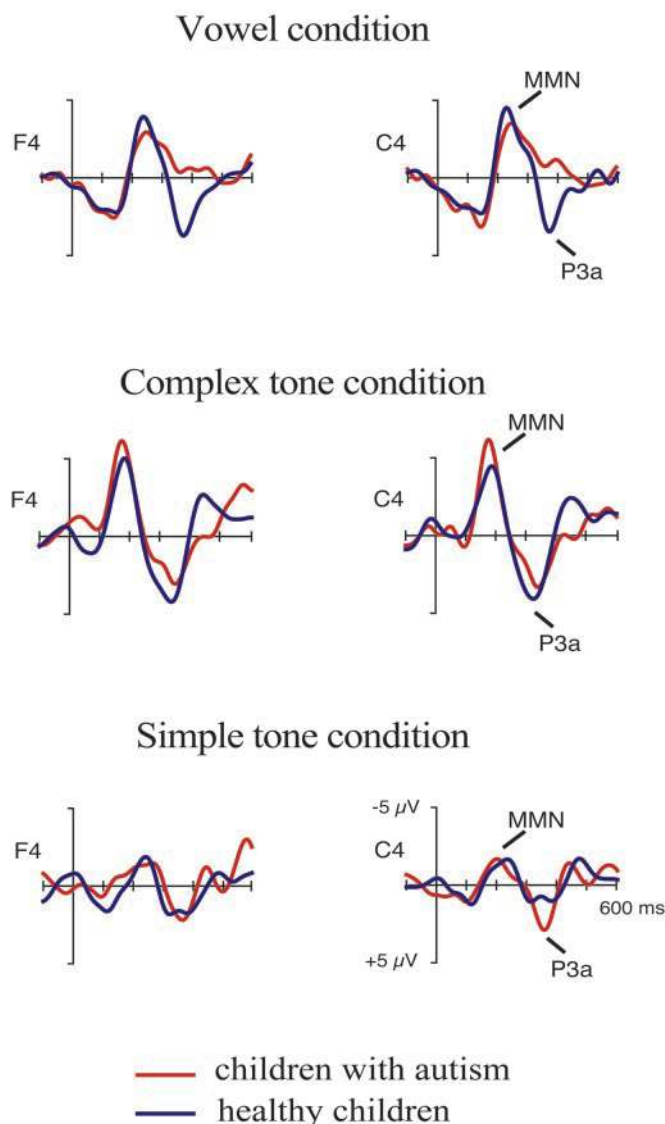 Vowel condition
F4
C4
MMN
P3a
Complex tone condition
F4
C4
MMN
P3a
Simple tone condition
F4
-5 µV
C4
MMN
600 ms
+5 µV
P3a
children with autism
healthy children